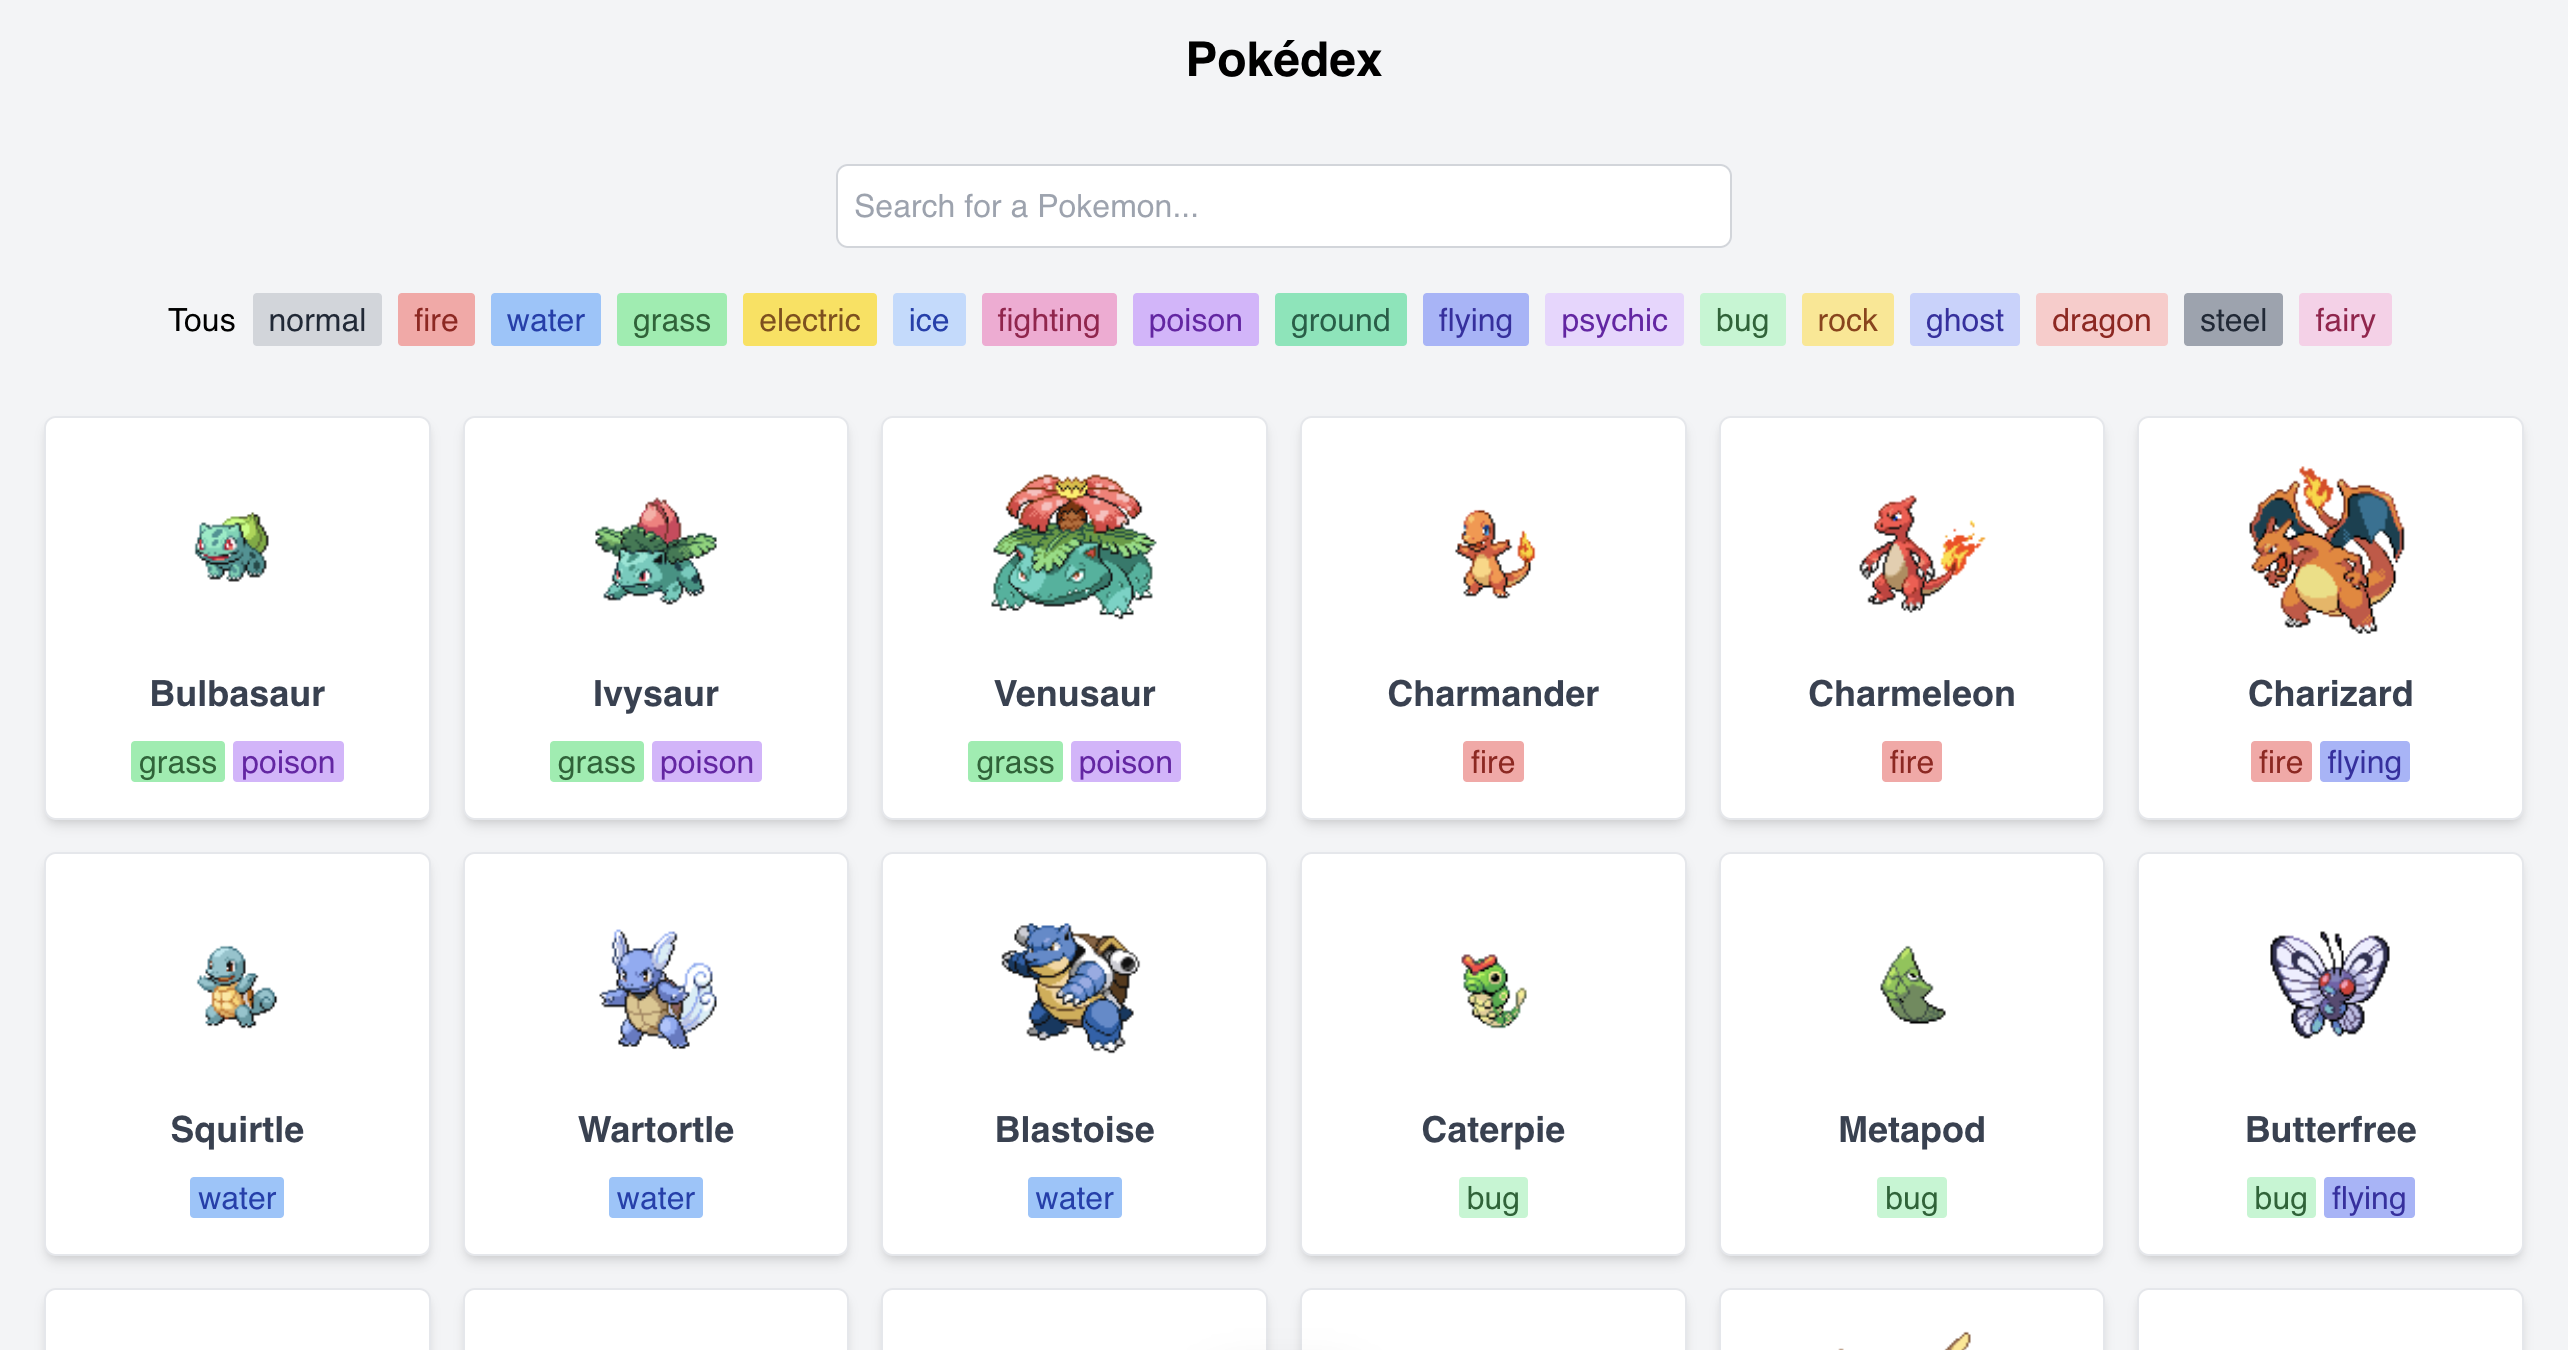 Pokédex
Search for a Pokemon...
Tous normal fire water grass electric ice fighting poison ground flying psychic bug rock ghost dragon steel fairy
Bulbasaur Ivysaur Venusaur Charmander Charmeleon Charizard
grass poison grass poison grass poison fire fire fire flying
Squirtle Wartortle Blastoise Caterpie Metapod Butterfree
water water water bug bug bug flying